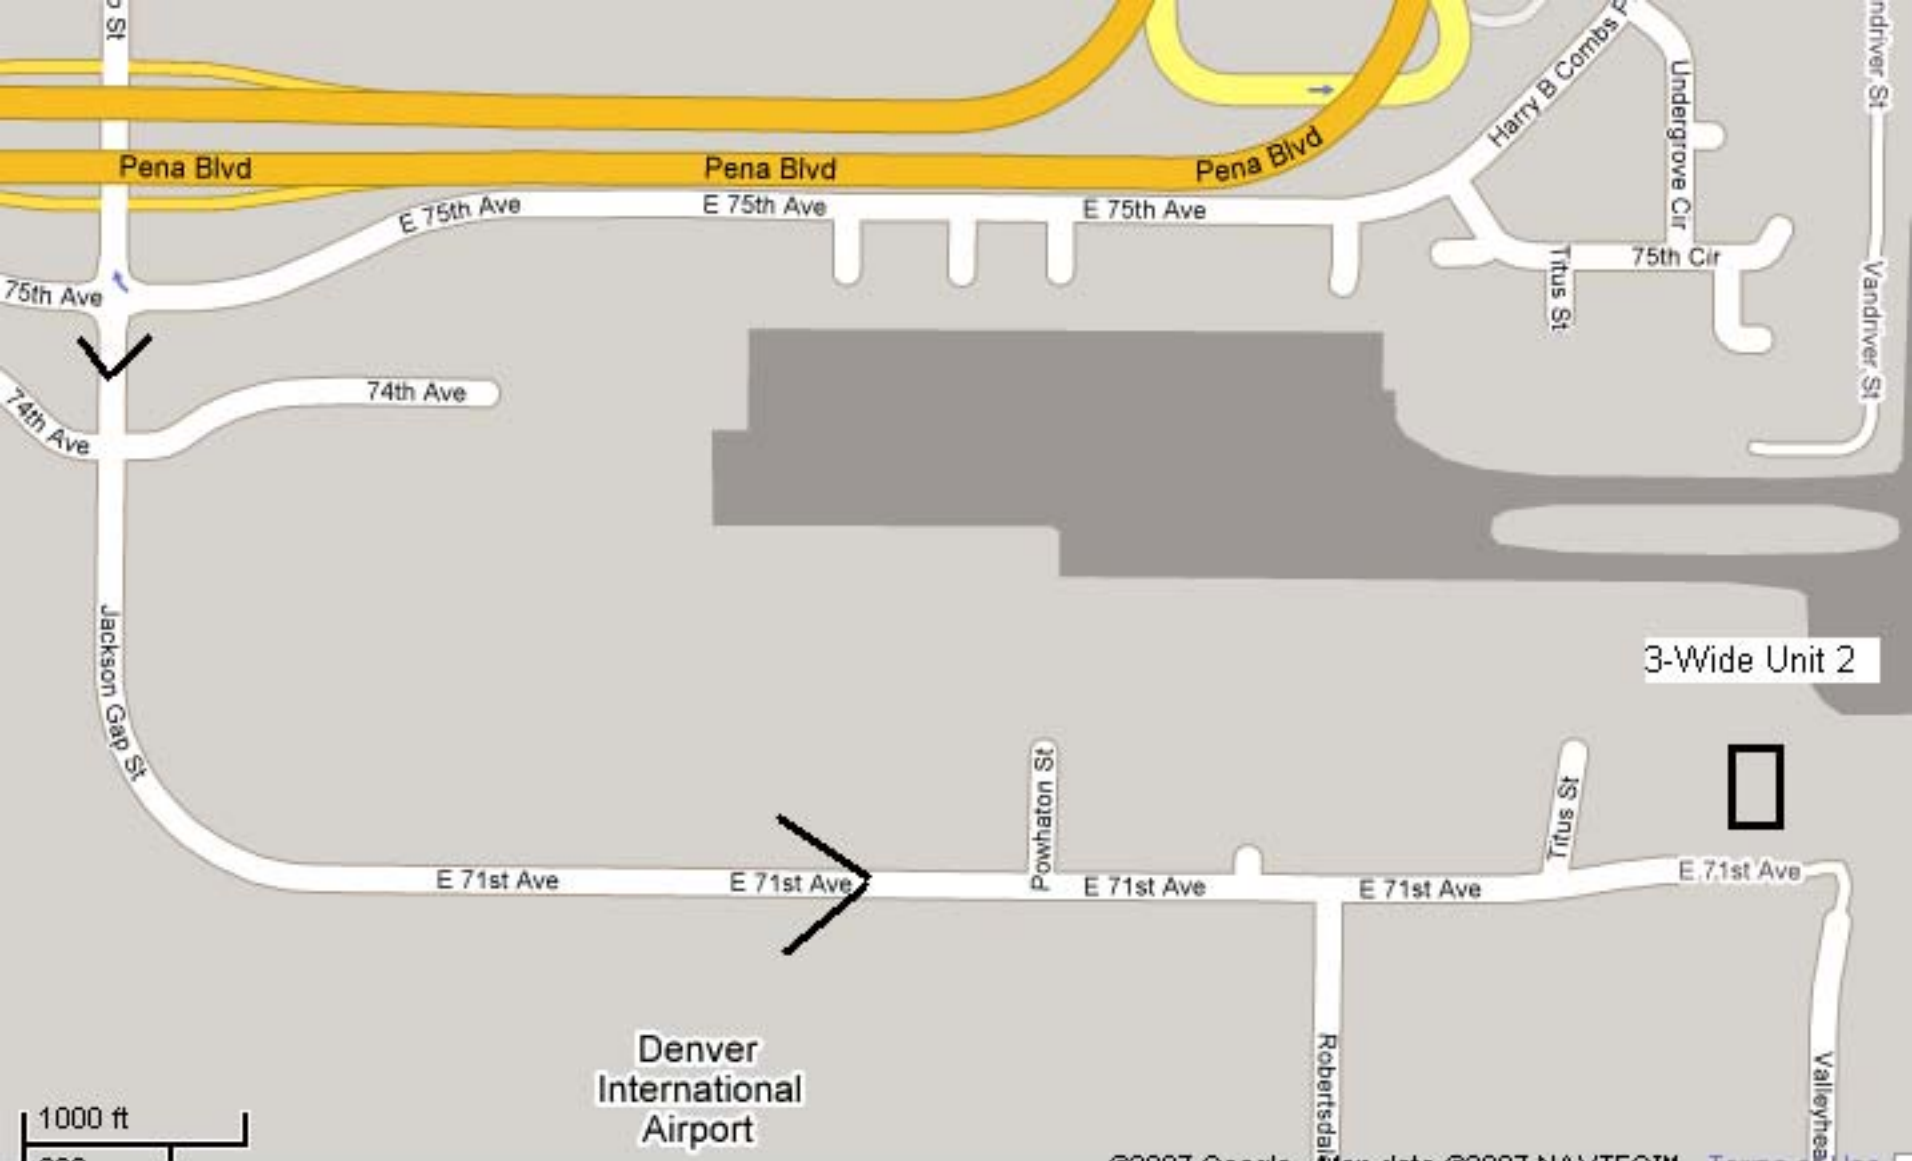 St
Pena Blvd
Pena Blvd
Pena Blvd
E 75th Ave
E 75th Ave
E 75th Ave
75th Ave
Harry B Combs
Undergrove Cir
75th Cir
Titus St
Vandriver St
74th Ave
74th Ave
Jackson Gap St
3-Wide Unit 2
Powhaton St
Titus St
E 71st Ave
E 71st Ave
E 71st Ave
E 71st Ave
E 71st Ave
Denver
International
Airport
1000 ft